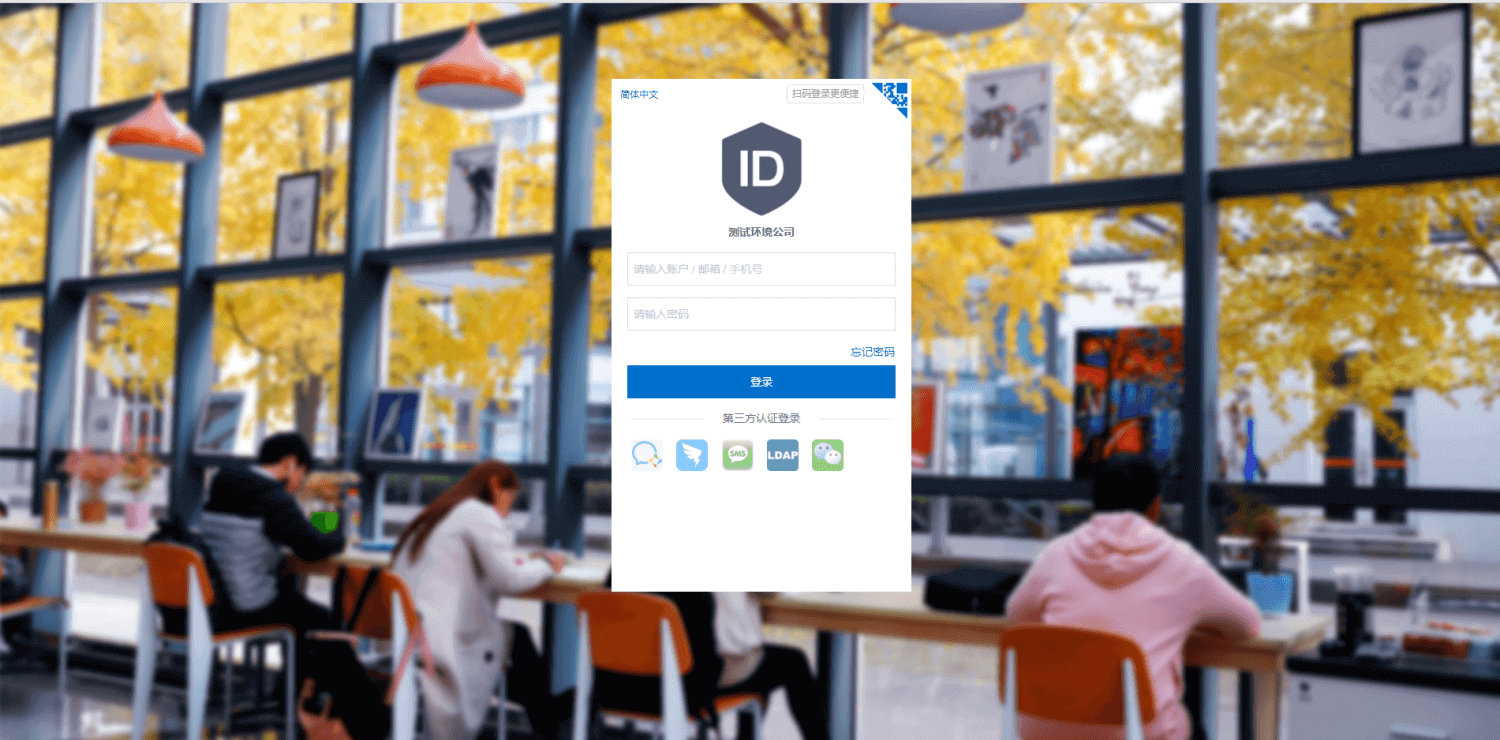 简体中文
扫码登录更便捷
ID
测试环境公司
请输入账户 / 邮箱 / 手机号
请输入密码
忘记密码
登录
第三方认证登录
SMS
LDAP